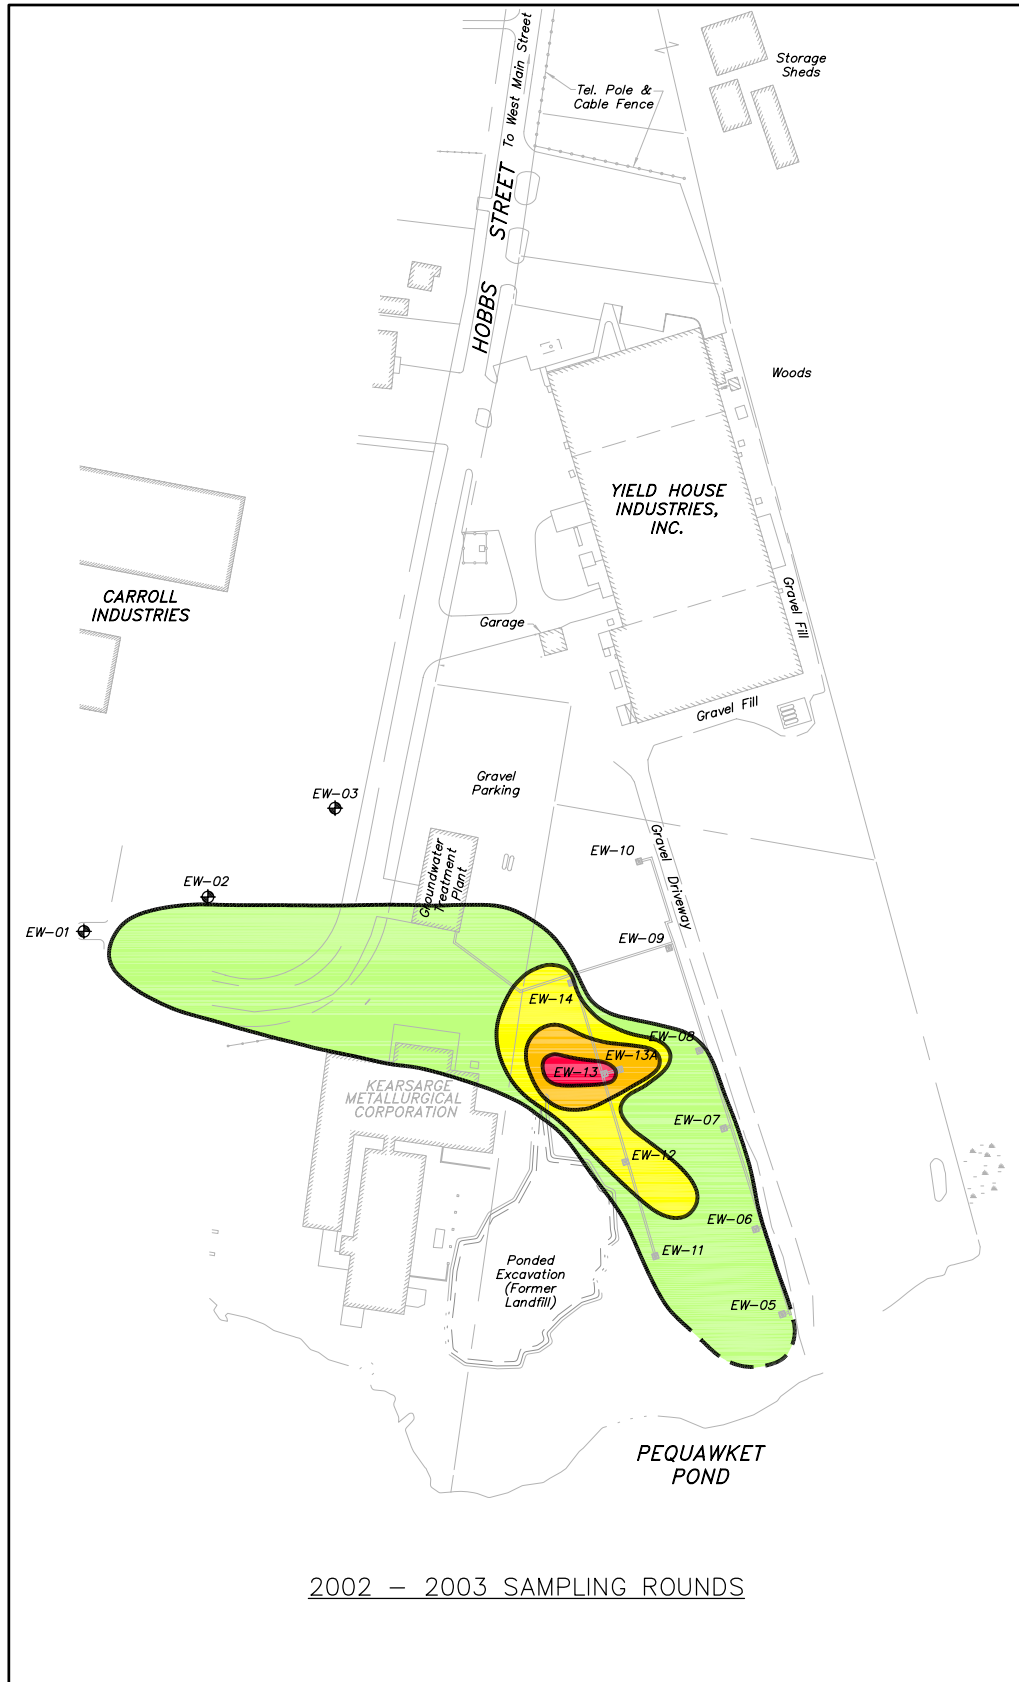 To West Main Street
Storage
Sheds
Tel. Pole &
Cable Fence
HOBBS STREET
Woods
YIELD HOUSE
INDUSTRIES,
INC.
CARROLL
INDUSTRIES
Gravel Fill
Garage
Gravel Fill
Gravel
Parking
EW-03
Groundwater
Treatment
Plant
EW-10
Gravel Driveway
EW-02
EW-01
EW-09
EW-14
EW-08
EW-13A
EW-13
KEARSARGE
METALLURGICAL
CORPORATION
EW-07
EW-12
EW-06
EW-11
Ponded
Excavation
(Former
Landfill)
EW-05
PEQUAWKET
POND
2002 - 2003 SAMPLING ROUNDS